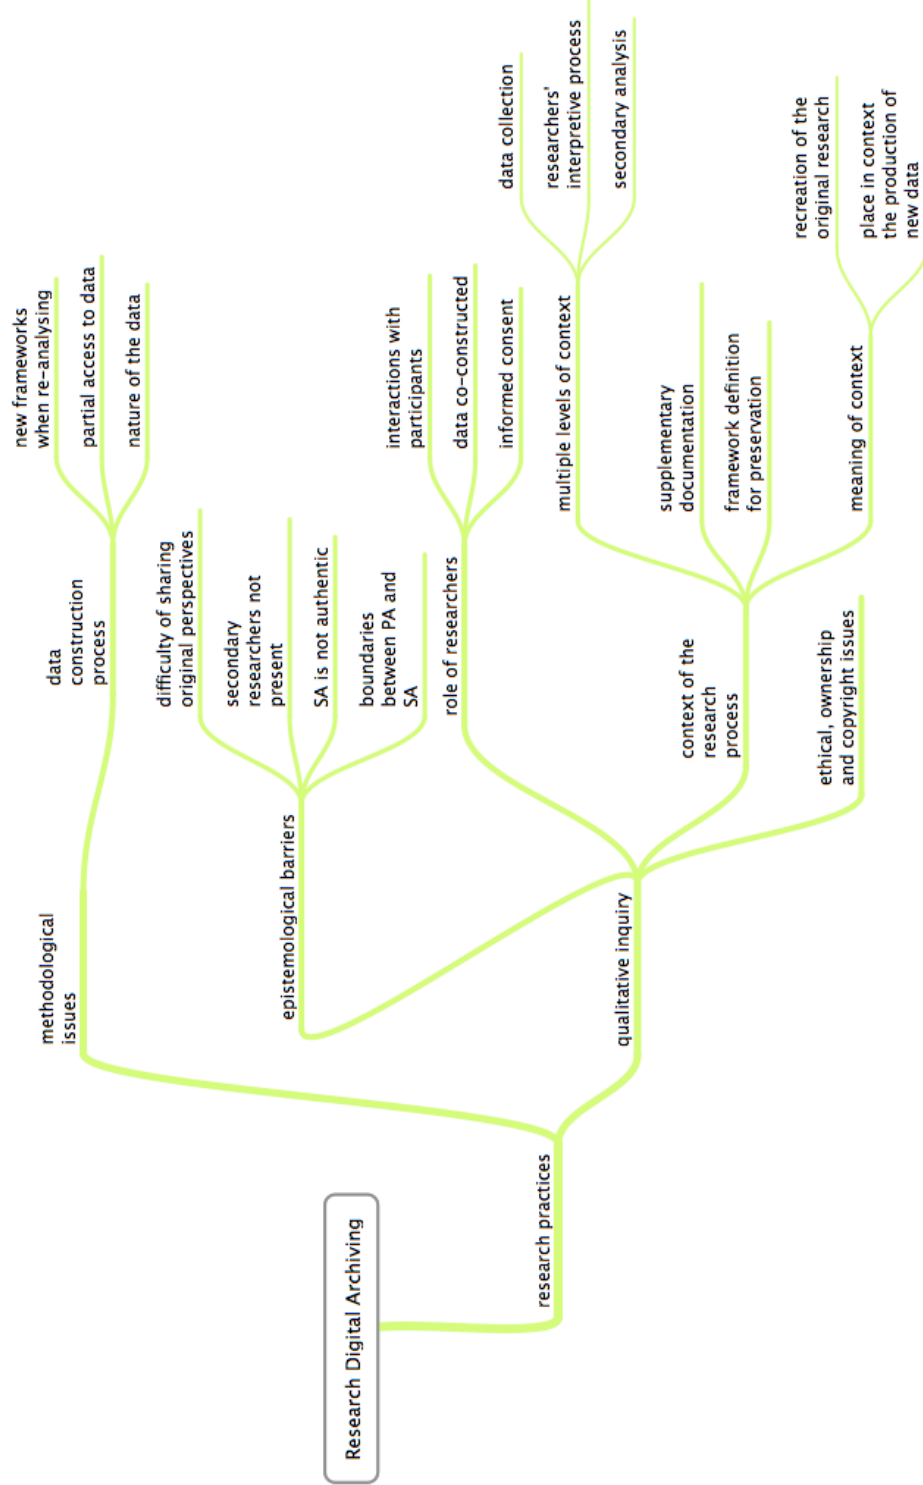 Research Digital Archiving
research practices
methodological
issues
data
construction
process
new frameworks
when re-analysing
partial access to data
nature of the data
qualitative inquiry
epistemological barriers
difficulty of sharing
original perspectives
secondary
researchers not
present
SA is not authentic
boundaries
between PA and
SA
role of researchers
interactions with
participants
data co-constructed
informed consent
context of the
research
process
multiple levels of context
data collection
researchers'
interpretive process
secondary analysis
supplementary
documentation
framework definition
for preservation
meaning of context
recreation of the
original research
place in context
the production of
new data
ethical, ownership
and copyright issues